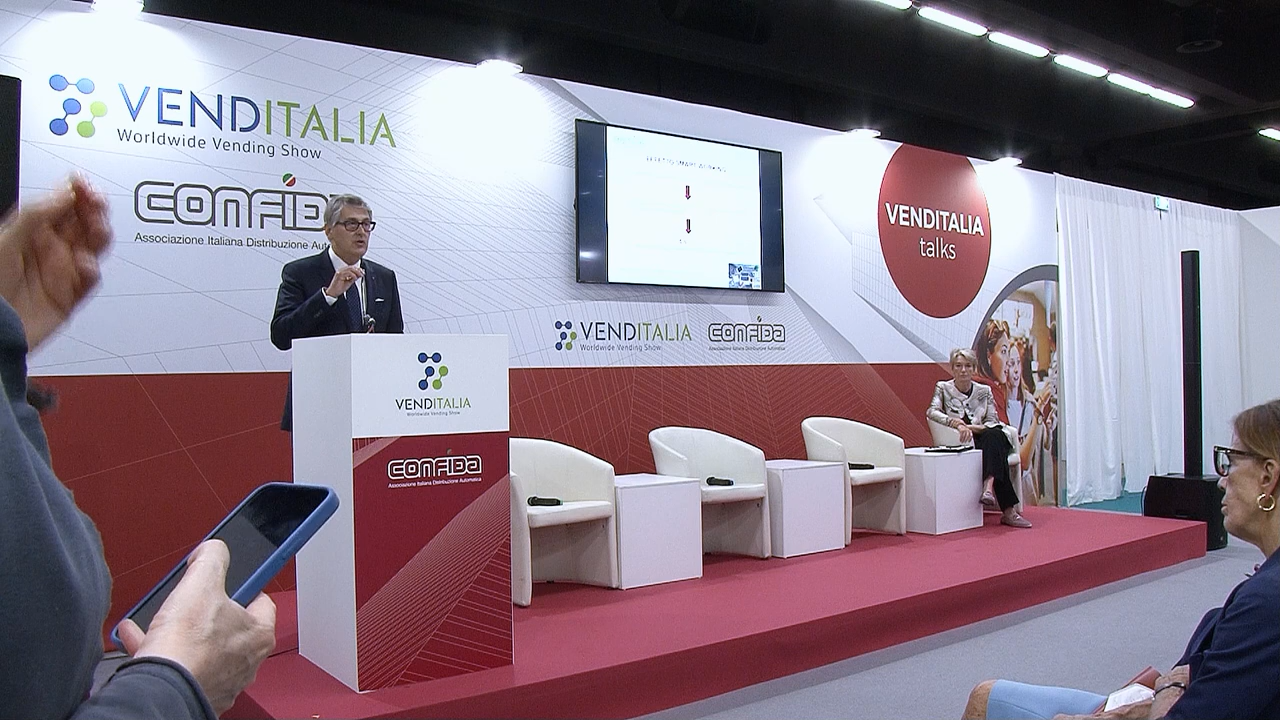 VENDITALIA
Worldwide Vending Show
CONFIDA
Associazione Italiana Distribuzione
VENDITALIA
talks
VENDITALIA
Worldwide Vending Show
CONFIDA
Associazione Italiana Distribuzione Automatica
VENDITALIA
Worldwide Vending Show
CONFIDA
Associazione Italiana Distribuzione Automatica